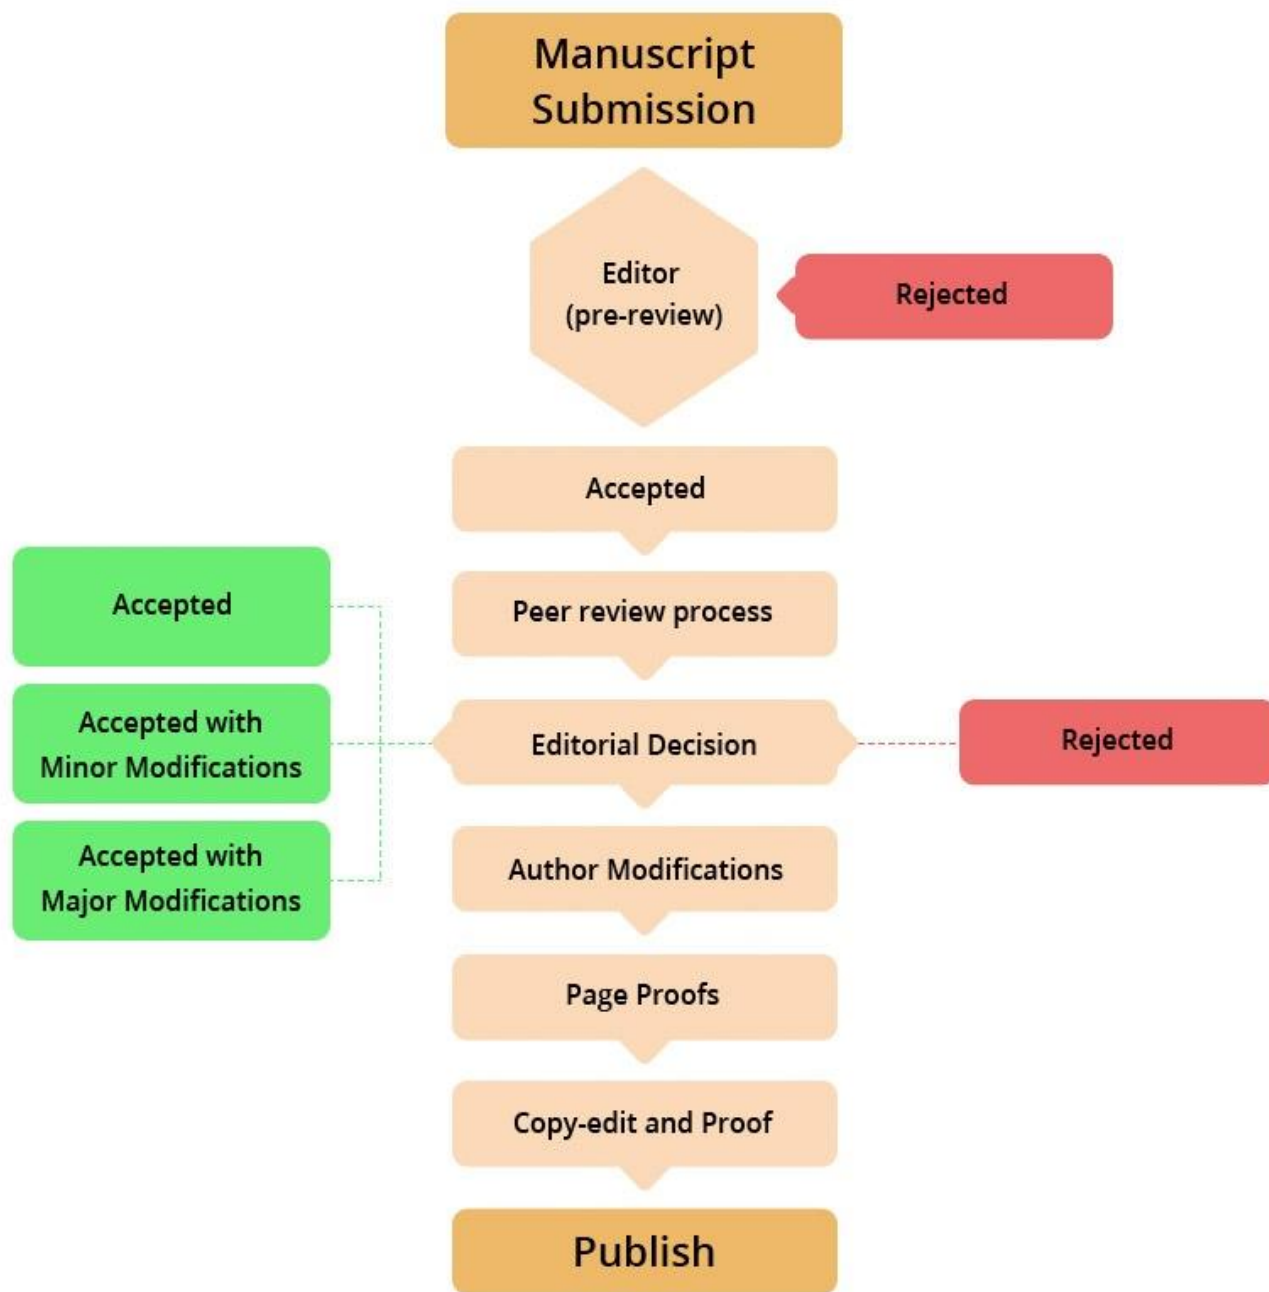 Manuscript
Submission
Editor
(pre-review)
Rejected
Accepted
Peer review process
Accepted
Accepted with
Minor Modifications
Accepted with
Major Modifications
Editorial Decision
Rejected
Author Modifications
Page Proofs
Copy-edit and Proof
Publish